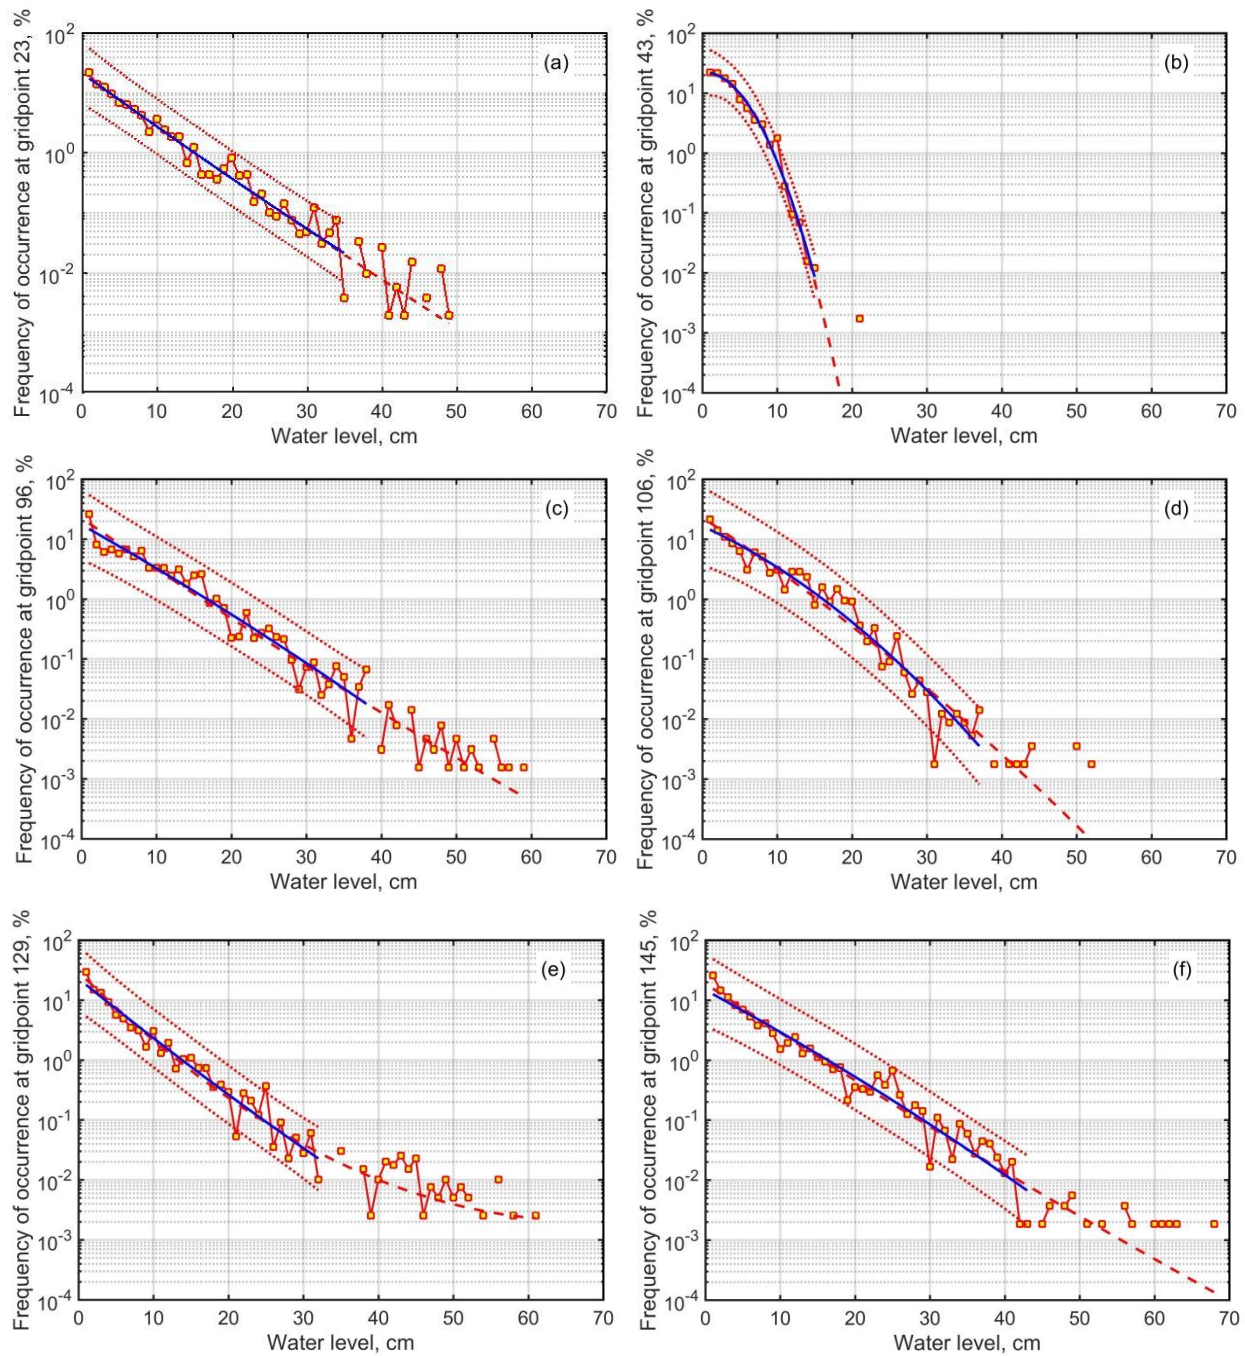 Frequency of occurrence at gridpoint 23, %
10^2
10^0
10^-2
10^-4
(a)
0 10 20 30 40 50 60 70
Water level, cm
Frequency of occurrence at gridpoint 43, %
10^2
10^1
10^0
10^-1
10^-2
10^-3
10^-4
(b)
0 10 20 30 40 50 60 70
Water level, cm
Frequency of occurrence at gridpoint 96, %
10^2
10^1
10^0
10^-1
10^-2
10^-3
10^-4
(c)
0 10 20 30 40 50 60 70
Water level, cm
Frequency of occurrence at gridpoint 106, %
10^2
10^1
10^0
10^-1
10^-2
10^-3
10^-4
(d)
0 10 20 30 40 50 60 70
Water level, cm
Frequency of occurrence at gridpoint 129, %
10^2
10^1
10^0
10^-1
10^-2
10^-3
10^-4
(e)
0 10 20 30 40 50 60 70
Water level, cm
Frequency of occurrence at gridpoint 145, %
10^2
10^1
10^0
10^-1
10^-2
10^-3
10^-4
(f)
0 10 20 30 40 50 60 70
Water level, cm